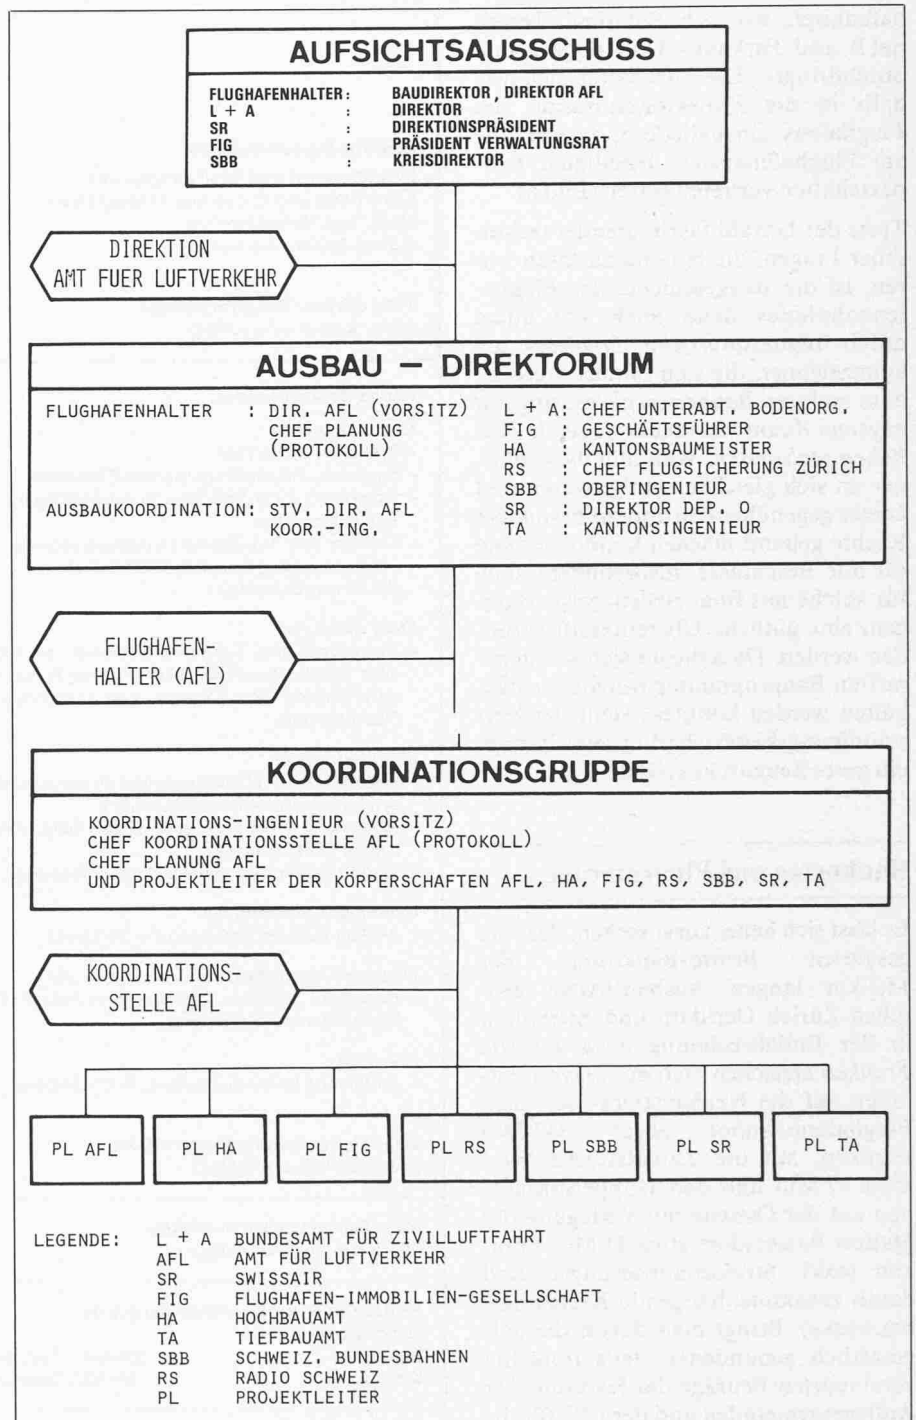 AUFSICHTSAUSSCHUSS
FLUGHAFENHALTER: BAUDIREKTOR, DIREKTOR AFL
L + A : DIREKTOR
SR : DIREKTIONSPRÄSIDENT
FIG : PRÄSIDENT VERWALTUNGSRAT
SBB : KREISDIREKTOR
DIREKTION
AMT FUER LUFTVERKEHR
AUSBAU — DIREKTORIUM
FLUGHAFENHALTER : DIR. AFL (VORSITZ)
CHEF PLANUNG
(PROTOKOLL)
AUSBAUKOORDINATION: STV. DIR. AFL
KOOR.-ING.
L + A: CHEF UNTERABT. BODENORG.
FIG : GESCHÄFTSFÜHRER
HA : KANTONSBAUMEISTER
RS : CHEF FLUGSICHERUNG ZÜRICH
SBB : OBERINGENIEUR
SR : DIREKTOR DEP.
TA : KANTONSINGENIEUR
FLUGHAFEN-
HALTER (AFL)
KOORDINATIONSGRUPPE
KOORDINATIONS-INGENIEUR (VORSITZ)
CHEF KOORDINATIONSSTELLE AFL (PROTOKOLL)
CHEF PLANUNG AFL
UND PROJEKTLEITER DER KÖRPERSCHAFTEN AFL, HA, FIG, RS, SBB, SR, TA
KOORDINATIONS-
STELLE AFL
PL AFL PL HA PL FIG PL RS PL SBB PL SR PL TA
LEGENDE: L + A BUNDESAMT FÜR ZIVILLUFTFAHRT
AFL AMT FÜR LUFTVERKEHR
SR SWISSAIR
FIG FLUGHAFEN-IMMOBILIEN-GESELLSCHAFT
HA HOCHBAUAMT
TA TIEFBAUAMT
SBB SCHWEIZ. BUNDESBAHNEN
RS RADIO SCHWEIZ
PL PROJEKTLEITER